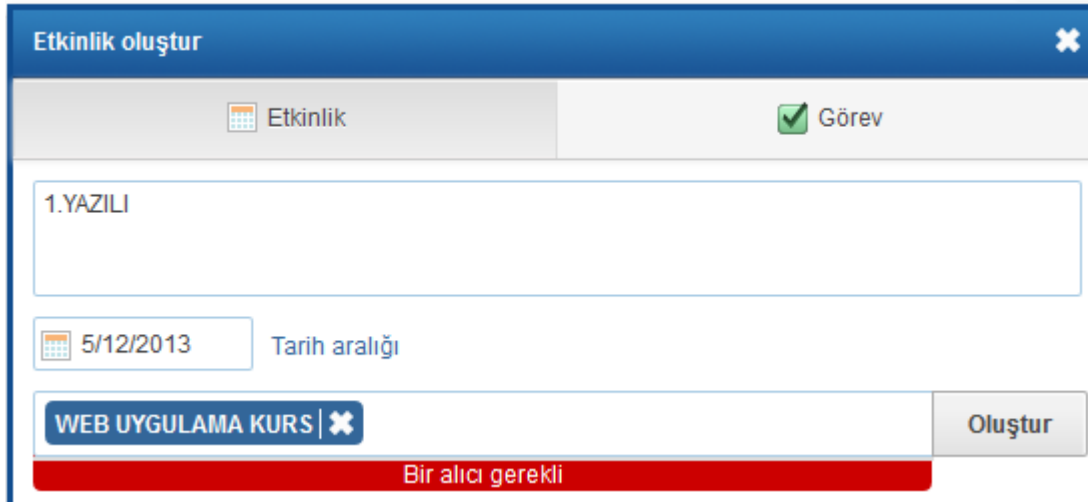 Etkinlik oluştur
Etkinlik Görev
1.YAZILI
5/12/2013 Tarih aralığı
WEB UYGULAMA KURS Oluştur
Bir alıcı gerekli